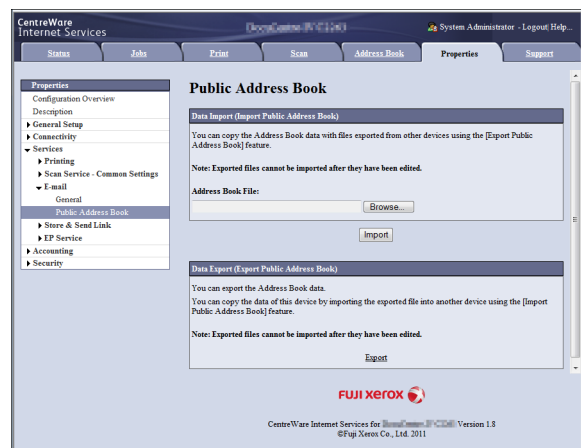 CentreWare
Internet Services
System Administrator - Logout| Help...
Status
Jobs
Print
Scan
Address Book
Properties
Support
Properties
Configuration Overview
Description
General Setup
Connectivity
Services
Printing
Scan Service - Common Settings
E-mail
General
Public Address Book
Store & Send Link
EP Service
Accounting
Security
Public Address Book
Data Import (Import Public Address Book)
You can copy the Address Book data with files exported from other devices using the [Export Public
Address Book] feature.
Note: Exported files cannot be imported after they have been edited.
Address Book File:
Browse...
Import
Data Export (Export Public Address Book)
You can export the Address Book data.
You can copy the data of this device by importing the exported file into another device using the [Import
Public Address Book] feature.
Note: Exported files cannot be imported after they have been edited.
Export
FUJI xerox
CentreWare Internet Services for Version 1.8
©Fuji Xerox Co., Ltd. 2011